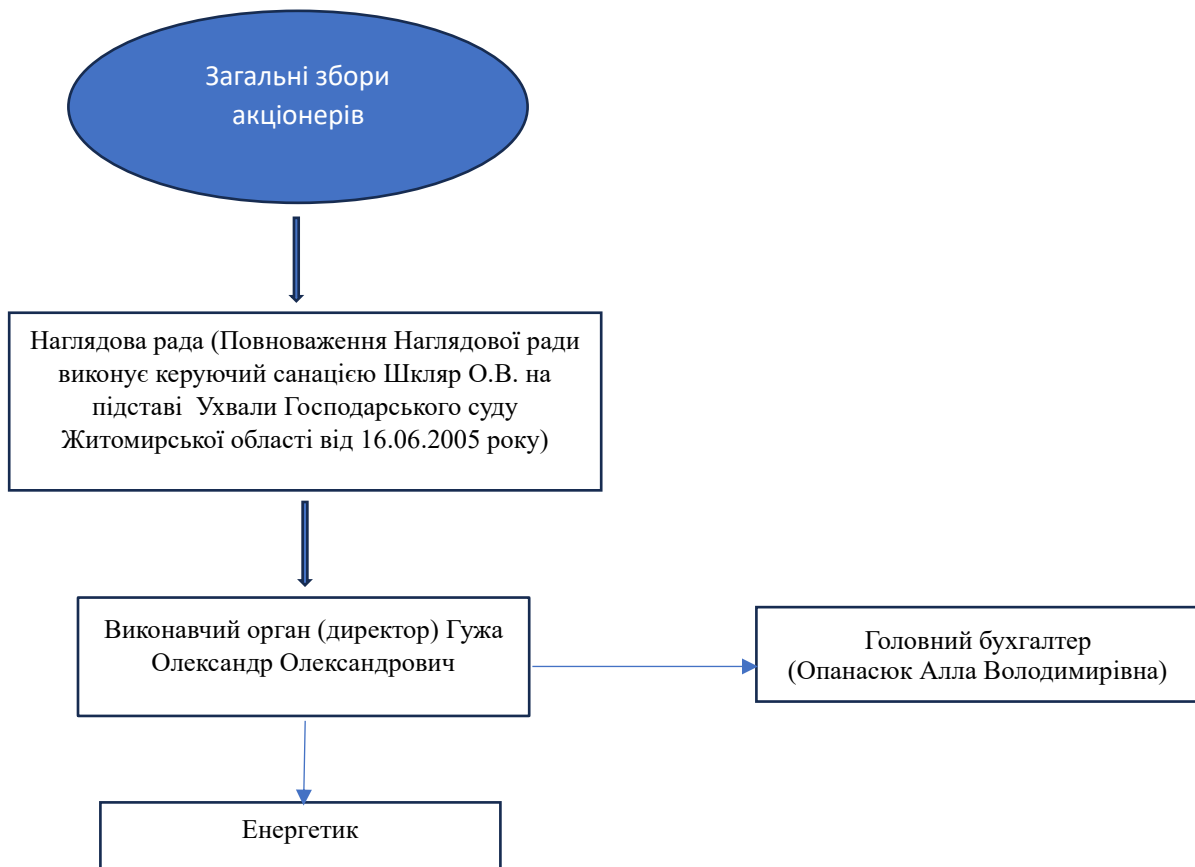 Загальні збори
акціонерів
Наглядова рада (Повноваження Наглядової ради
виконує керуючий санацією Шкляр О.В. на
підставі Ухвали Господарського суду
Житомирської області від 16.06.2005 року)
Виконавчий орган (директор) Гужа
Олександр Олександрович
Головний бухгалтер
(Опанасюк Алла Володимирівна)
Енергетик